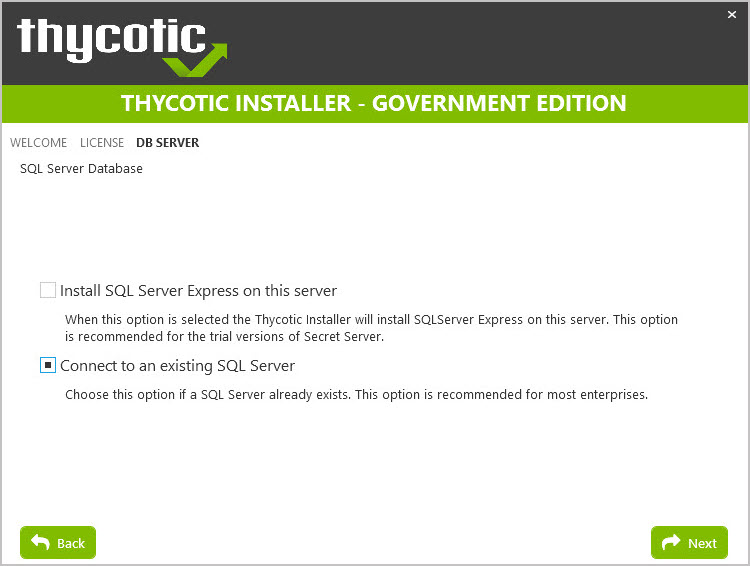 thycotic
THYCOTIC INSTALLER - GOVERNMENT EDITION
WELCOME LICENSE DB SERVER
SQL Server Database
Install SQL Server Express on this server
When this option is selected the Thycotic Installer will install SQLServer Express on this server. This option
is recommended for the trial versions of Secret Server.
Connect to an existing SQL Server
Choose this option if a SQL Server already exists. This option is recommended for most enterprises.
Back Next